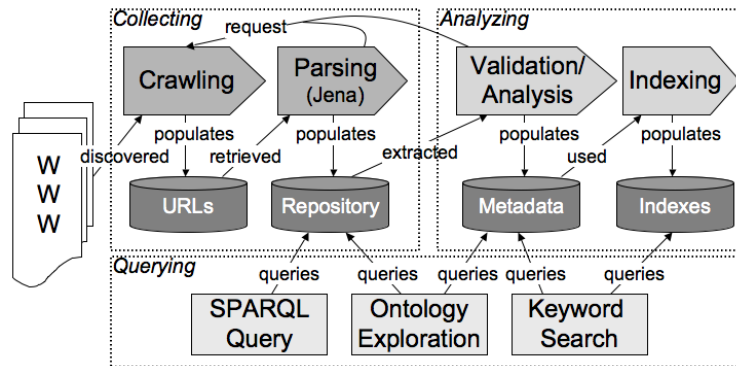 Collecting
Analyzing
request
Crawling
Parsing
(Jena)
Validation/
Analysis
Indexing
populates
populates
populates
populates
W
W
W
discovered
retrieved
extracted
used
URLs
Repository
Metadata
Indexes
Querying
queries
queries
queries
queries
queries
SPARQL
Query
Ontology
Exploration
Keyword
Search